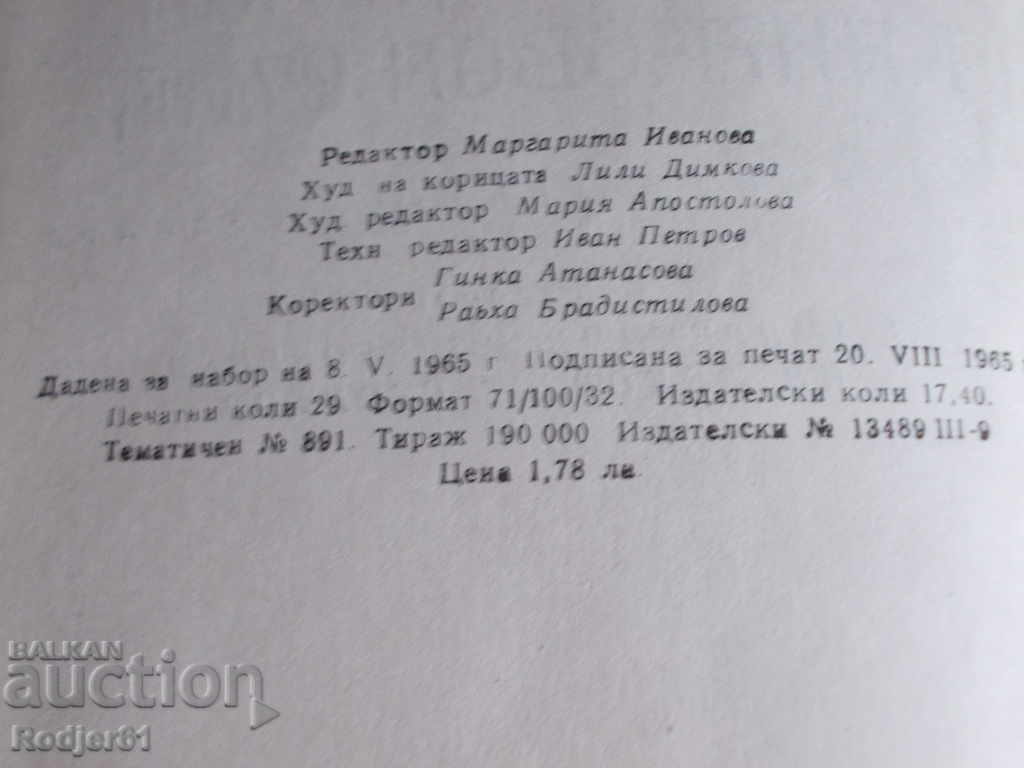 Редактор Маргарита Иванова
Худ на корицата Лили Димкова
Худ редактор Мария Апостолова
Техн редактор Иван Петров
Коректори Гинка Атанасова
Раьха Брадистилова
Дадена за набор на 8. V. 1965 г Подписана за печат 20. VIII 1965 г
Печатни коли 29 Формат 71/100/32. Издателски коли 17,40.
Тематичен № 891. Тираж 190 000 Издателски № 13489 III-9
Цена 1,78 лв.
BALKAN
auction
Rodjer61